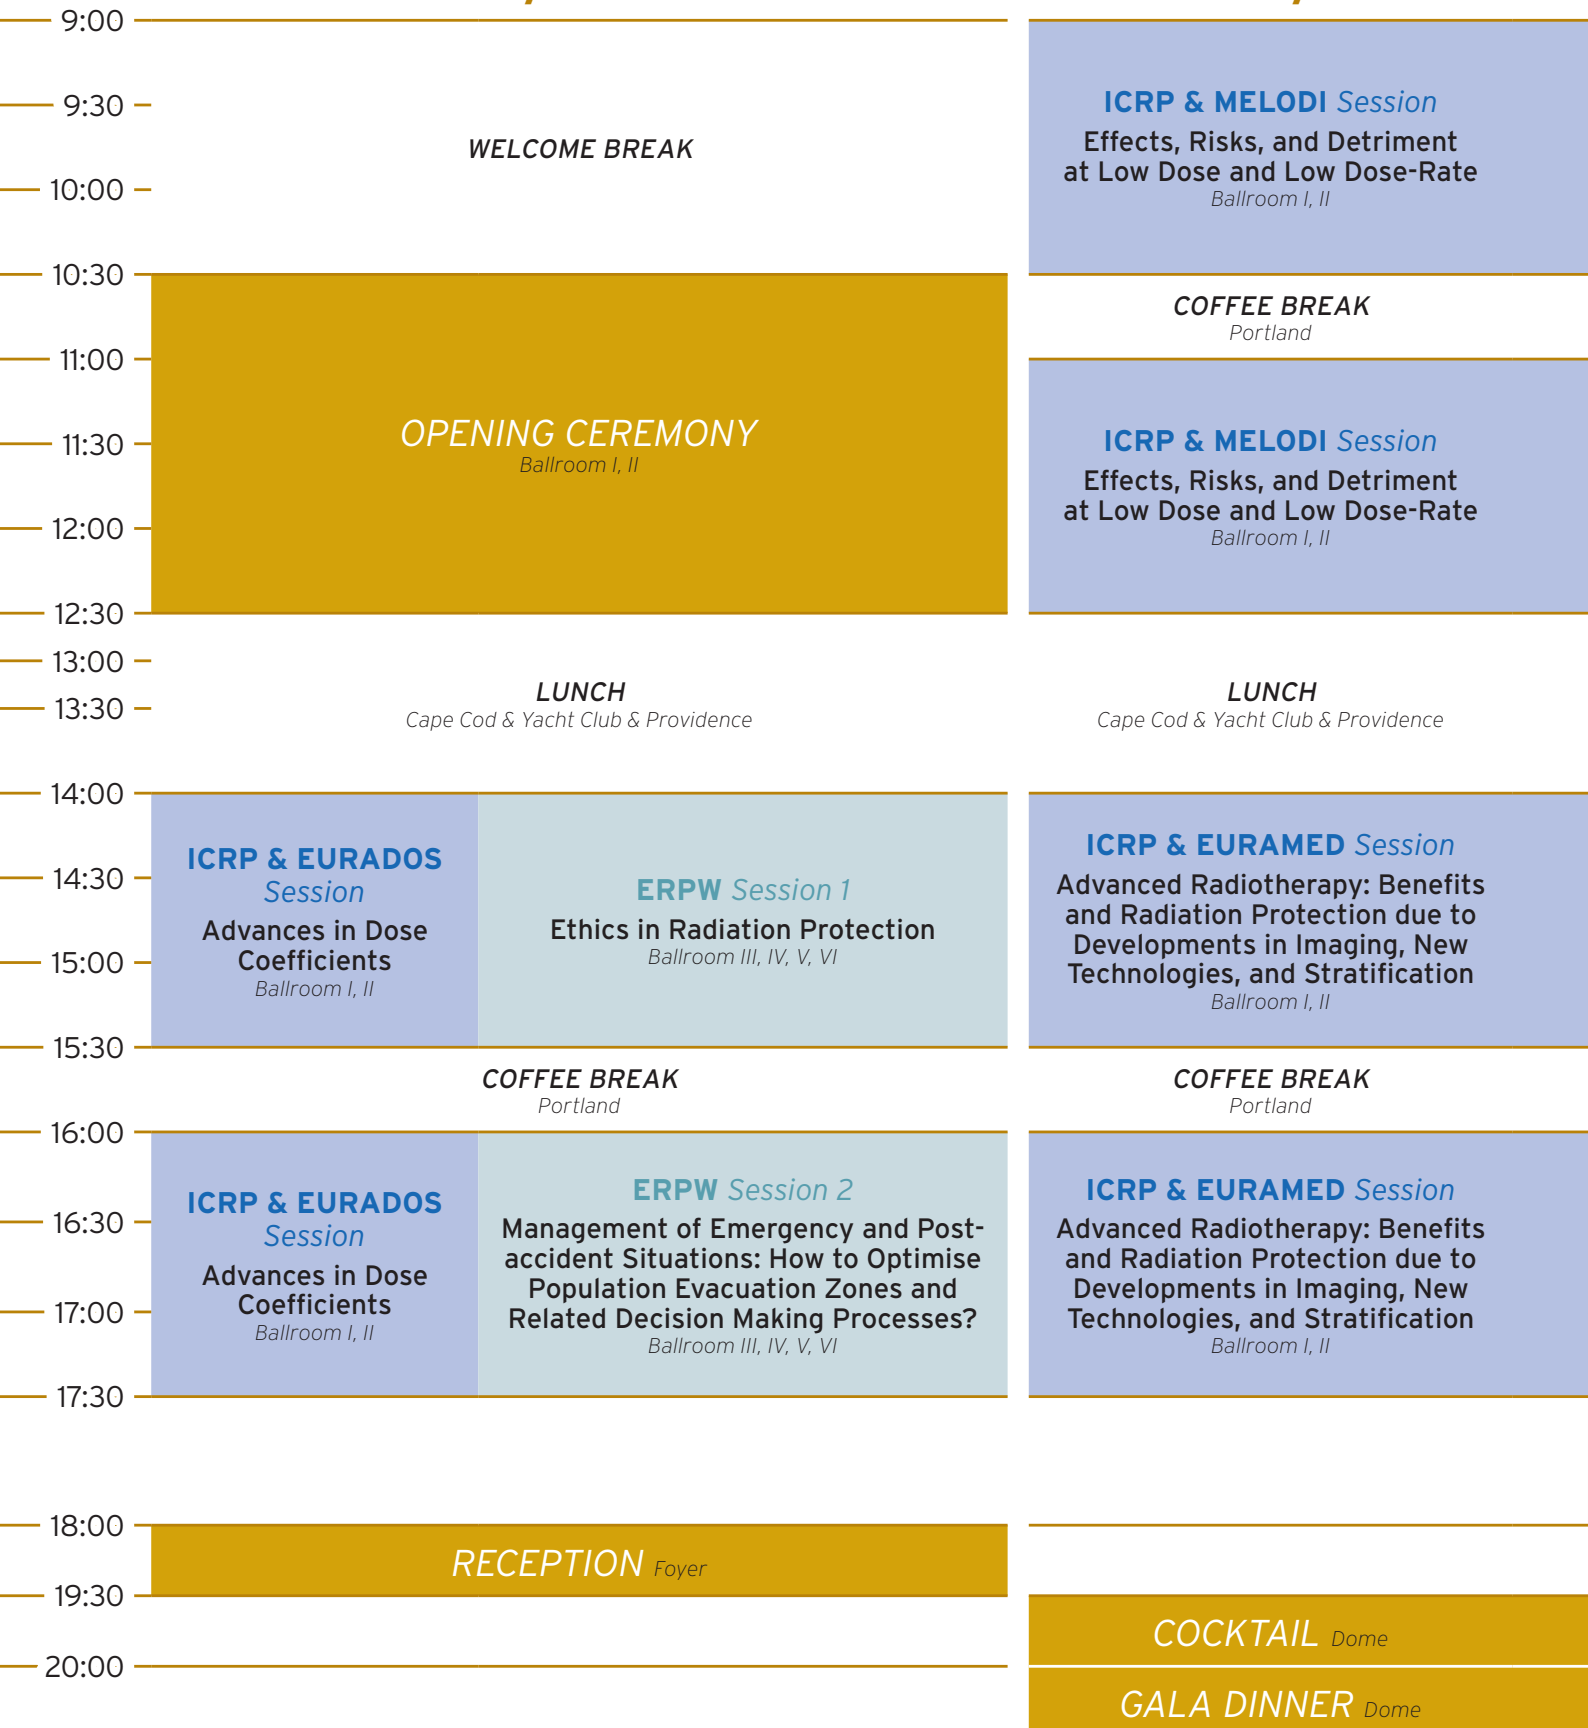 9:00
9:30
10:00
10:30
11:00
11:30
12:00
12:30
13:00
13:30
14:00
14:30
15:00
15:30
16:00
16:30
17:00
17:30
18:00
19:30
20:00
WELCOME BREAK
OPENING CEREMONY
Ballroom I, II
LUNCH
Cape Cod & Yacht Club & Providence
ICRP & EURADOS
Session
Advances in Dose
Coefficients
Ballroom I, II
ERPW Session 1
Ethics in Radiation Protection
Ballroom III, IV, V, VI
COFFEE BREAK
Portland
ICRP & EURADOS
Session
Advances in Dose
Coefficients
Ballroom I, II
ERPW Session 2
Management of Emergency and Post-
accident Situations: How to Optimise
Population Evacuation Zones and
Related Decision Making Processes?
Ballroom III, IV, V, VI
RECEPTION Foyer
ICRP & MELODI Session
Effects, Risks, and Detriment
at Low Dose and Low Dose-Rate
Ballroom I, II
COFFEE BREAK
Portland
ICRP & MELODI Session
Effects, Risks, and Detriment
at Low Dose and Low Dose-Rate
Ballroom I, II
LUNCH
Cape Cod & Yacht Club & Providence
ICRP & EURAMED Session
Advanced Radiotherapy: Benefits
and Radiation Protection due to
Developments in Imaging, New
Technologies, and Stratification
Ballroom I, II
COFFEE BREAK
Portland
ICRP & EURAMED Session
Advanced Radiotherapy: Benefits
and Radiation Protection due to
Developments in Imaging, New
Technologies, and Stratification
Ballroom I, II
COCKTAIL Dome
GALA DINNER Dome